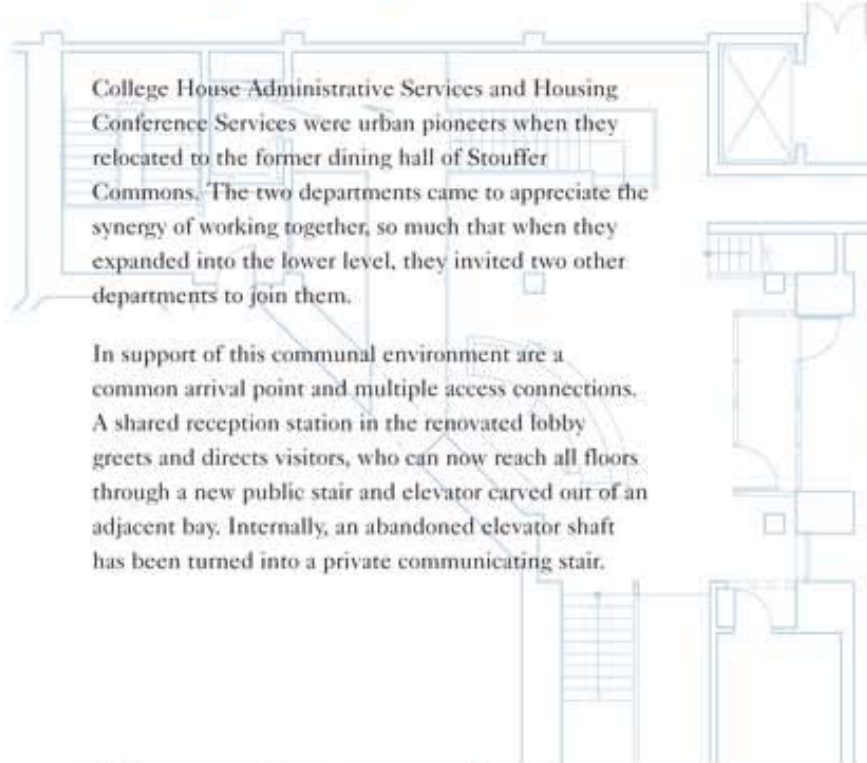 College House Administrative Services and Housing
Conference Services were urban pioneers when they
relocated to the former dining hall of Stouffer
Commons. The two departments came to appreciate the
synergy of working together, so much that when they
expanded into the lower level, they invited two other
departments to join them.
In support of this communal environment are a
common arrival point and multiple access connections.
A shared reception station in the renovated lobby
greets and directs visitors, who can now reach all floors
through a new public stair and elevator carved out of an
adjacent bay. Internally, an abandoned elevator shaft
has been turned into a private communicating stair.